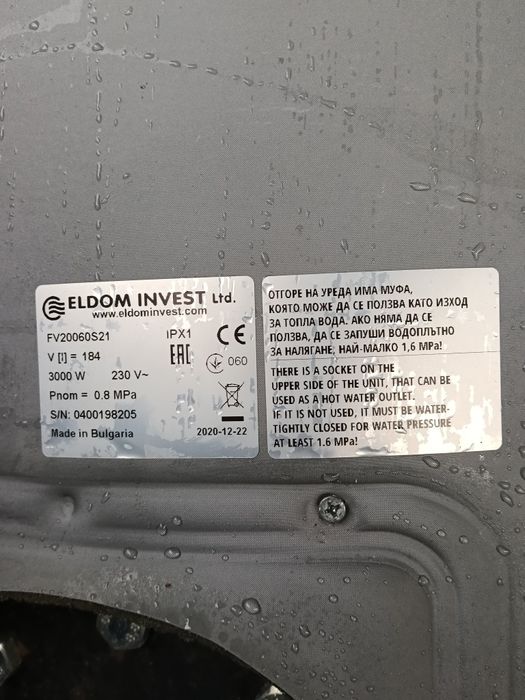 ELDOM INVEST Ltd.
www.eldominvest.com
FV20060S21 IPX1 CE
V [l] = 184 EAC 060
3000 W 230 V~
Pnom = 0.8 MPa
S/N: 0400198205
Made in Bulgaria 2020-12-22
ОТГОРЕ НА УРЕДА ИМА МУФА,
КОЯТО МОЖЕ ДА СЕ ПОЛЗВА КАТО ИЗХОД
ЗА ТОПЛА ВОДА. АКО НЯМА ДА СЕ
ПОЛЗВА, ДА СЕ ЗАПУШИ ВОДОПЛЪТНО
ЗА НАЛЯГАНЕ, НАЙ-МАЛКО 1,6 MPa!
THERE IS A SOCKET ON THE
UPPER SIDE OF THE UNIT, THAT CAN BE
USED AS A HOT WATER OUTLET.
IF IT IS NOT USED, IT MUST BE WATER-
TIGHTLY CLOSED FOR WATER PRESSURE
AT LEAST 1.6 MPa!